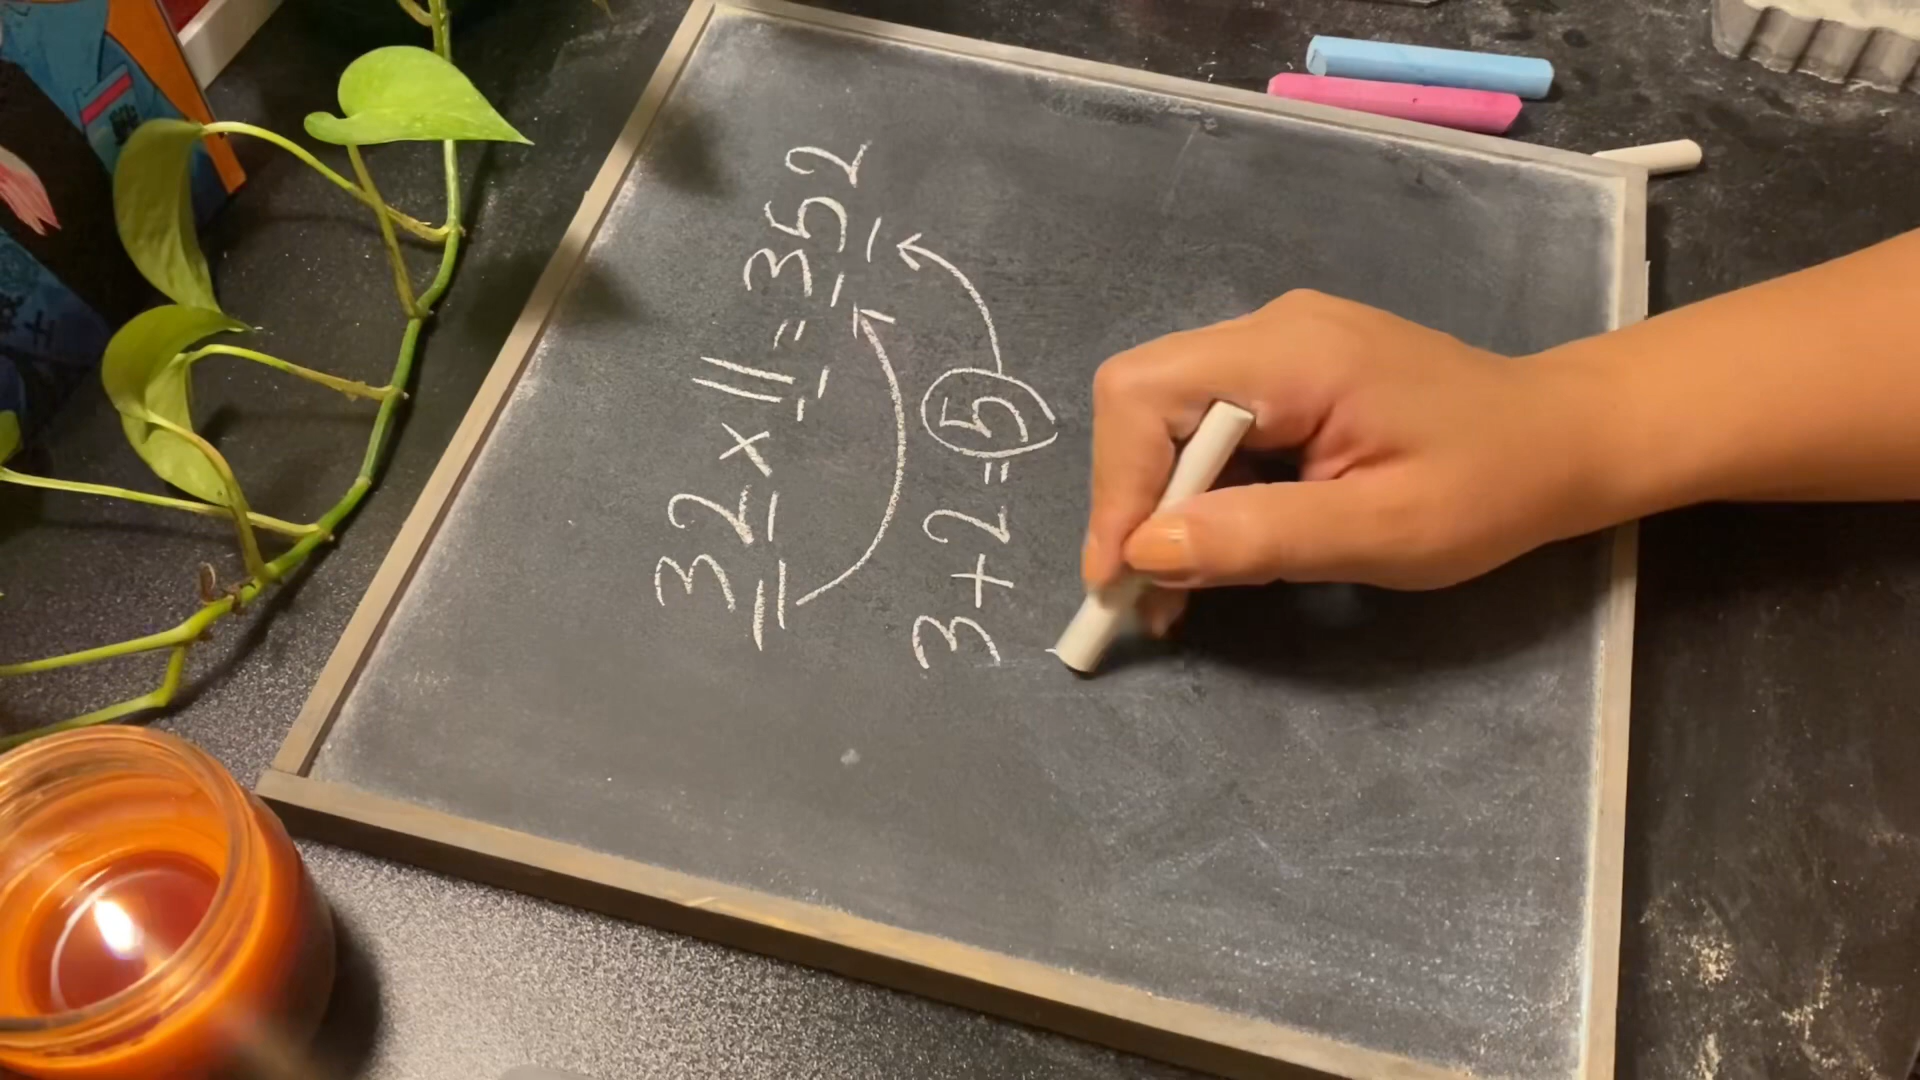 32 x 11 = 352
3 + 2 = 5